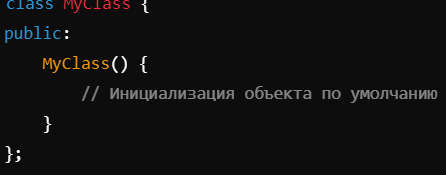 class MyClass {
public:
    MyClass() {
        // Инициализация объекта по умолчанию
    }
};